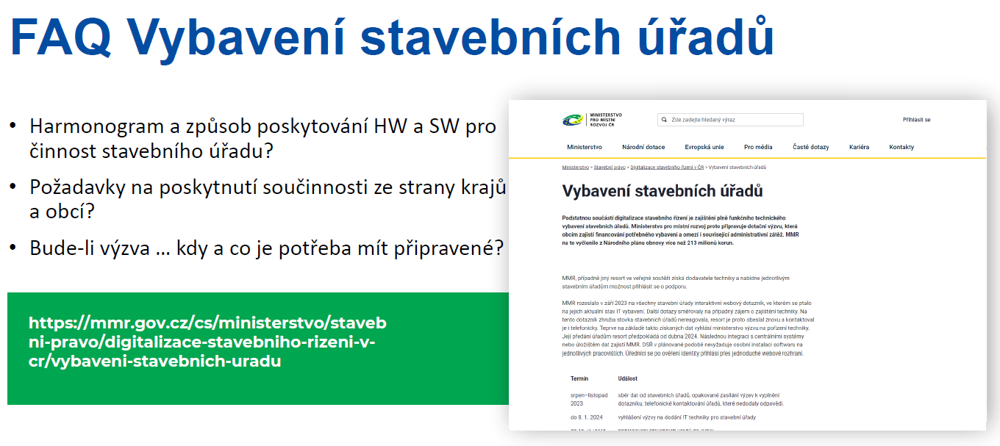 FAQ Vybavení stavebních úřadů
• Harmonogram a způsob poskytování HW a SW pro
činnost stavebního úřadu?
• Požadavky na poskytnutí součinnosti ze strany krajů
a obcí?
• Bude-li výzva … kdy a co je potřeba mít připravené?
https://mmr.gov.cz/cs/ministerstvo/staveb
ni-pravo/digitalizace-stavebniho-rizeni-v-
cr/vybaveni-stavebnich-uradu
MINISTERSTVO
PRO MÍSTNÍ
ROZVOJ ČR
Zde zadejte hledaný výraz
Přihlásit se
Ministerstvo Národní dotace Evropská unie Pro média Časté dotazy Kariéra Kontakty
Ministerstvo > Stavební právo > Digitalizace stavebního řízení v ČR > Vybavení stavebních úřadů
Vybavení stavebních úřadů
Podstatnou součástí digitalizace stavebního řízení je zajištění plně funkčního technického
vybavení stavebních úřadů. Ministerstvo pro místní rozvoj proto připravuje dotační výzvu, která
obcím zajistí financování potřebného vybavení a omezí i související administrativní zátěž. MMR
na to vyčlenilo z Národního plánu obnovy více než 213 milionů korun.
MMR, případně jiný resort ve veřejné soutěži získá dodavatele techniky a nabídne jednotlivým
stavebním úřadům možnost přihlásit se o podporu.
MMR rozeslalo v září 2023 na všechny stavební úřady interaktivní webový dotazník, ve kterém se ptalo
na jejich aktuální stav IT vybavení. Další dotazy směřovaly na případný zájem o zajištění techniky. Na
tento dotazník zhruba stovka stavebních úřadů nereagovala, resort je proto obeslal znovu a kontaktoval
je i telefonicky. Teprve na základě takto získaných dat vyhlásí ministerstvo výzvu na pořízení techniky.
Její předání úřadům resort předpokládá od dubna 2024. Následnou integraci s centrálními systémy
nebo úložištěm dat zajistí MMR. DSŘ v plánované podobě nevyžaduje osobní instalaci softwaru na
jednotlivých pracovištích. Úředníci se po ověření identity přihlásí přes jednoduché webové rozhraní.
Termín Událost
srpen–listopad sběr dat od stavebních úřadů, opakované zasílání výzev k vyplnění
2023 dotazníku, telefonické kontaktování úřadů, které nedodaly odpovědi.
do 8. 1. 2024 vyhlášení výzvy na dodání IT techniky pro stavební úřady